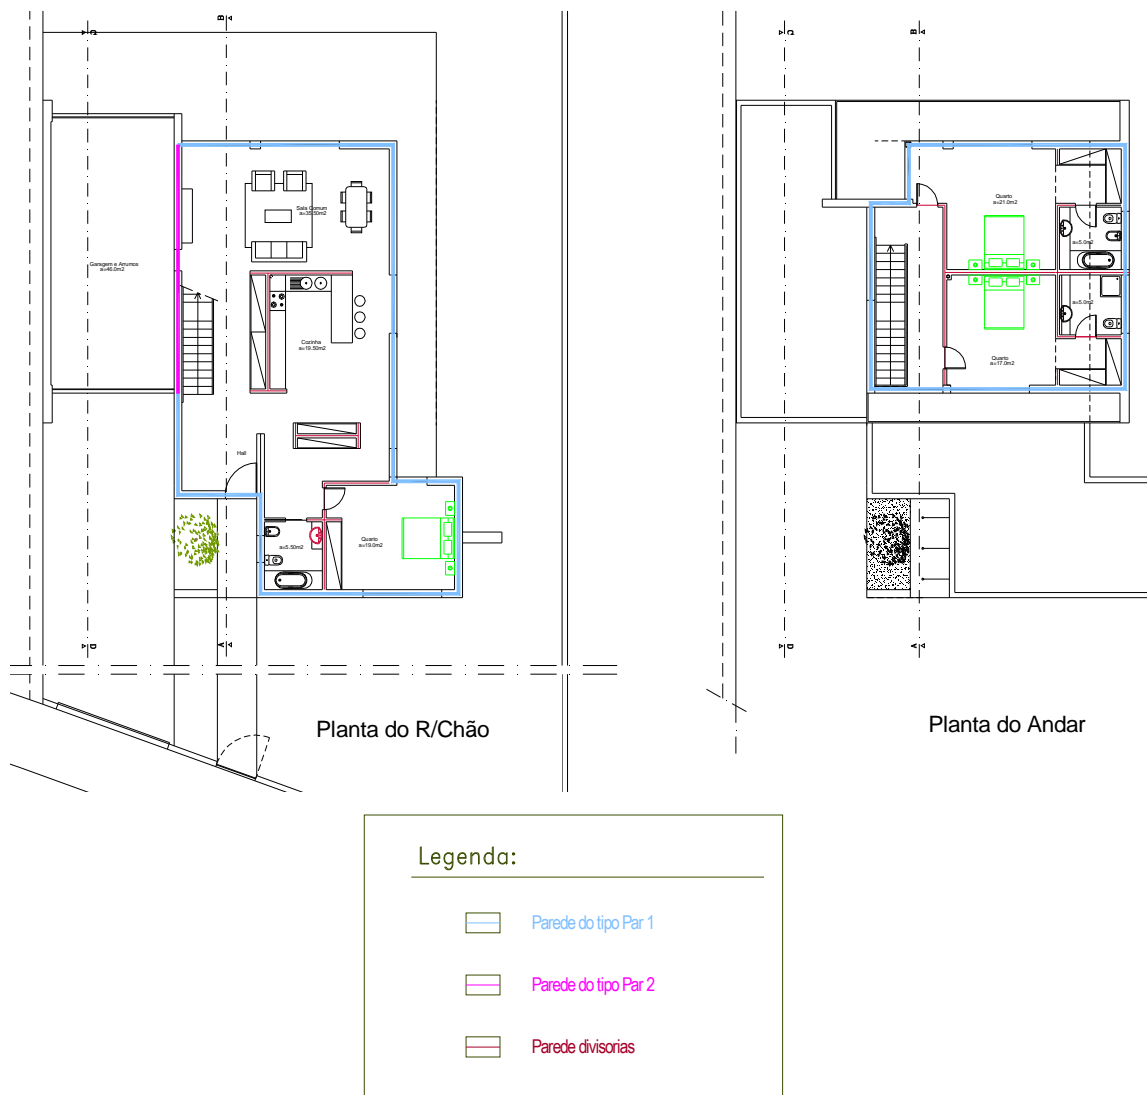 B
C
Sala Comum
a=35.50m2
Garagem e Arrumos
a=46.0m2
Cozinha
a=19.50m2
Hall
Quarto
a=19.0m2
a=5.50m2
D
A
Planta do R/Chão
C
B
Quarto
a=21.0m2
a=5.0m2
a=5.0m2
Quarto
a=17.0m2
D
A
Planta do Andar
Legenda:
Parede do tipo Par 1
Parede do tipo Par 2
Parede divisorias